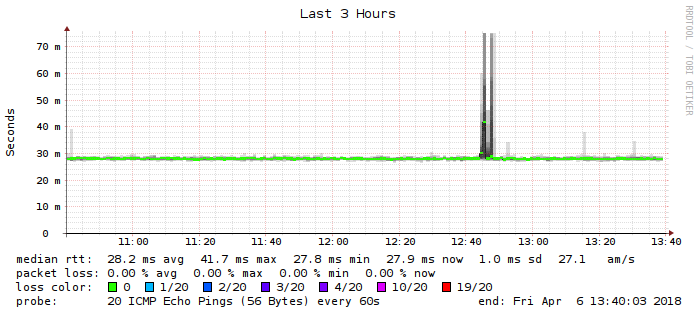 Last 3 Hours
RRDTOOL / TOBI OETIKER
Seconds
70 m
60 m
50 m
40 m
30 m
20 m
10 m
0
11:00 11:20 11:40 12:00 12:20 12:40 13:00 13:20 13:40
median rtt: 28.2 ms avg 41.7 ms max 27.8 ms min 27.9 ms now 1.0 ms sd 27.1 am/s
packet loss: 0.00 % avg 0.00 % max 0.00 % min 0.00 % now
loss color: 0 1/20 2/20 3/20 4/20 10/20 19/20
probe: 20 ICMP Echo Pings (56 Bytes) every 60s end: Fri Apr 6 13:40:03 2018